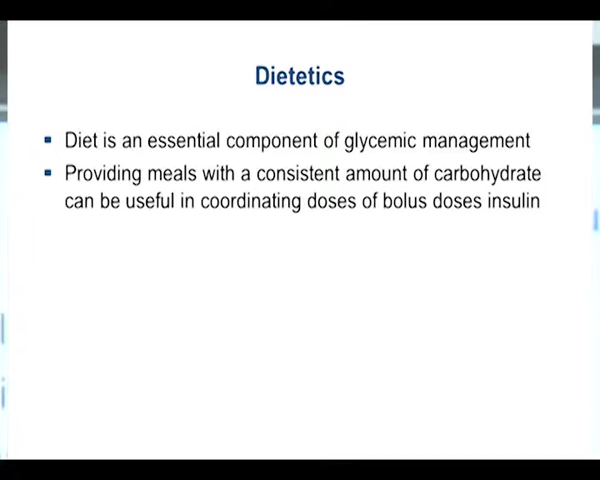 Dietetics
Diet is an essential component of glycemic management
Providing meals with a consistent amount of carbohydrate
can be useful in coordinating doses of bolus doses insulin